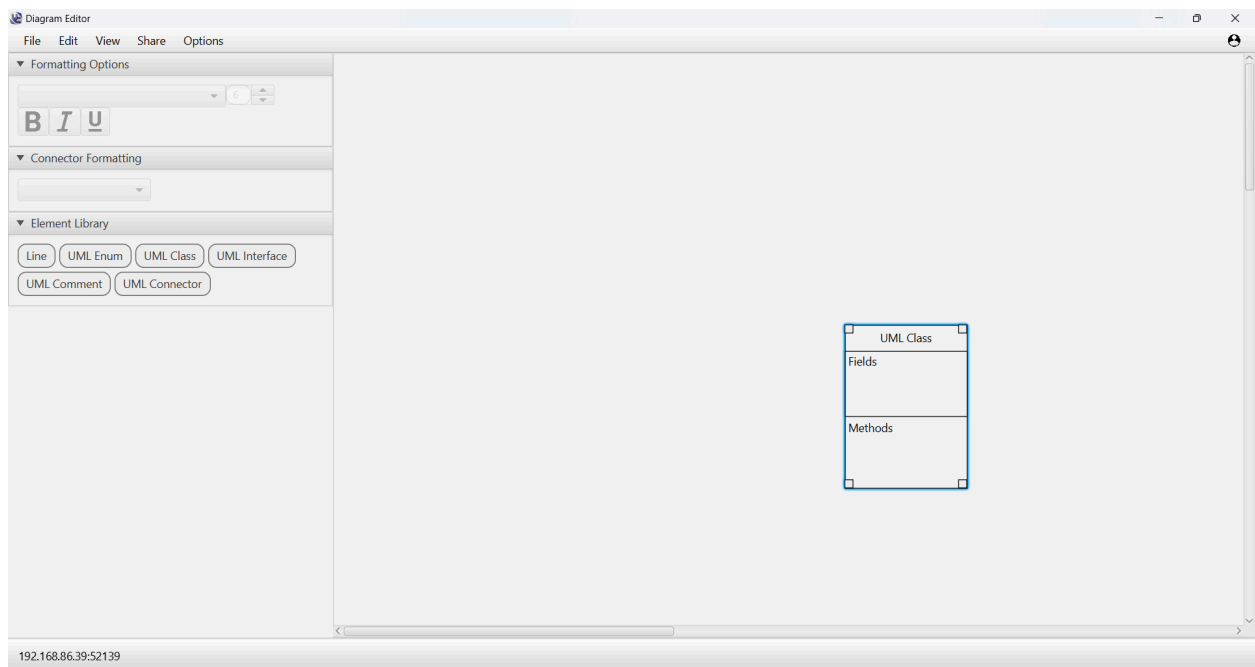 Diagram Editor
File Edit View Share Options
Formatting Options
6
B I U
Connector Formatting
Element Library
Line UML Enum UML Class UML Interface
UML Comment UML Connector
UML Class
Fields
Methods
192.168.86.39:52139